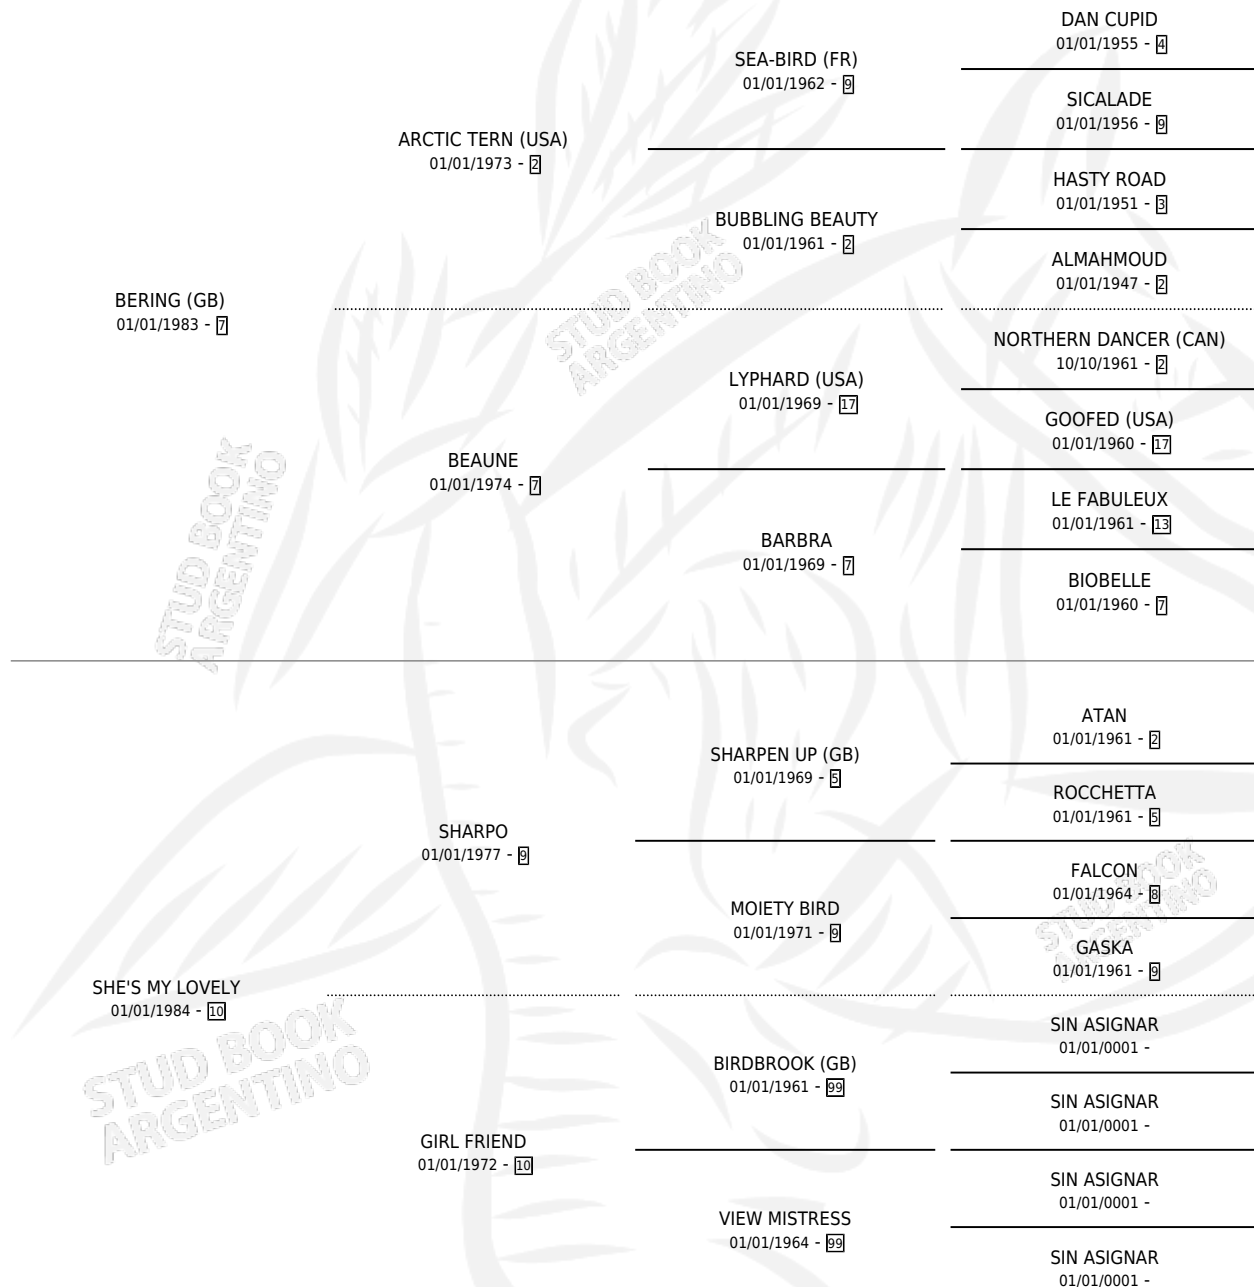 DAN CUPID
01/01/1955 - 4
SEA-BIRD (FR)
01/01/1962 - 9
SICALADE
01/01/1956 - 9
ARCTIC TERN (USA)
01/01/1973 - 2
HASTY ROAD
01/01/1951 - 3
BUBBLING BEAUTY
01/01/1961 - 2
ALMAHMOUD
01/01/1947 - 2
BERING (GB)
01/01/1983 - 7
NORTHERN DANCER (CAN)
10/10/1961 - 2
LYPHARD (USA)
01/01/1969 - 17
GOOFED (USA)
01/01/1960 - 17
BEAUNE
01/01/1974 - 7
LE FABULEUX
01/01/1961 - 13
BARBRA
01/01/1969 - 7
BIOBELLE
01/01/1960 - 7
ATAN
01/01/1961 - 2
SHARPEN UP (GB)
01/01/1969 - 5
ROCCHETTA
01/01/1961 - 5
SHARPO
01/01/1977 - 9
FALCON
01/01/1964 - 8
MOIETY BIRD
01/01/1971 - 9
GASKA
01/01/1961 - 9
SHE'S MY LOVELY
01/01/1984 - 10
SIN ASIGNAR
01/01/0001 -
BIRDBROOK (GB)
01/01/1961 - 99
SIN ASIGNAR
01/01/0001 -
GIRL FRIEND
01/01/1972 - 10
SIN ASIGNAR
01/01/0001 -
VIEW MISTRESS
01/01/1964 - 99
SIN ASIGNAR
01/01/0001 -
STUD BOOK
ARGENTINO
STUD BOOK
ARGENTINO
STUD BOOK
ARGENTINO
STUD BOOK
ARGENTINO